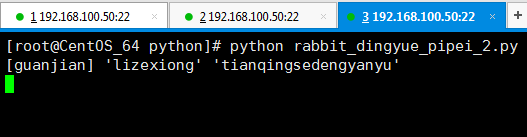 1 192.168.100.50:22 × 2 192.168.100.50:22 × 3 192.168.100.50:22 ×
[root@CentOS_64 python]# python rabbit_dingyue_pipei_2.py
[guanjian] 'lizexiong' 'tianqingsedengyanyu'